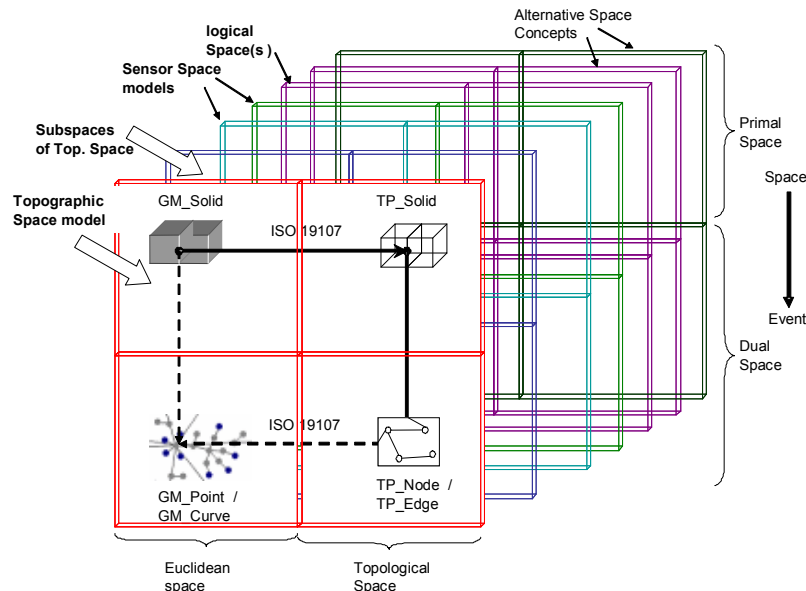 Alternative Space
Concepts
logical
Space(s )
Sensor Space
models
Subspaces
of Top. Space
Topographic
Space model
GM_Solid
TP_Solid
ISO 19107
ISO 19107
GM_Point /
GM_Curve
TP_Node /
TP_Edge
Euclidean
space
Topological
Space
Primal
Space
Space
Event
Dual
Space